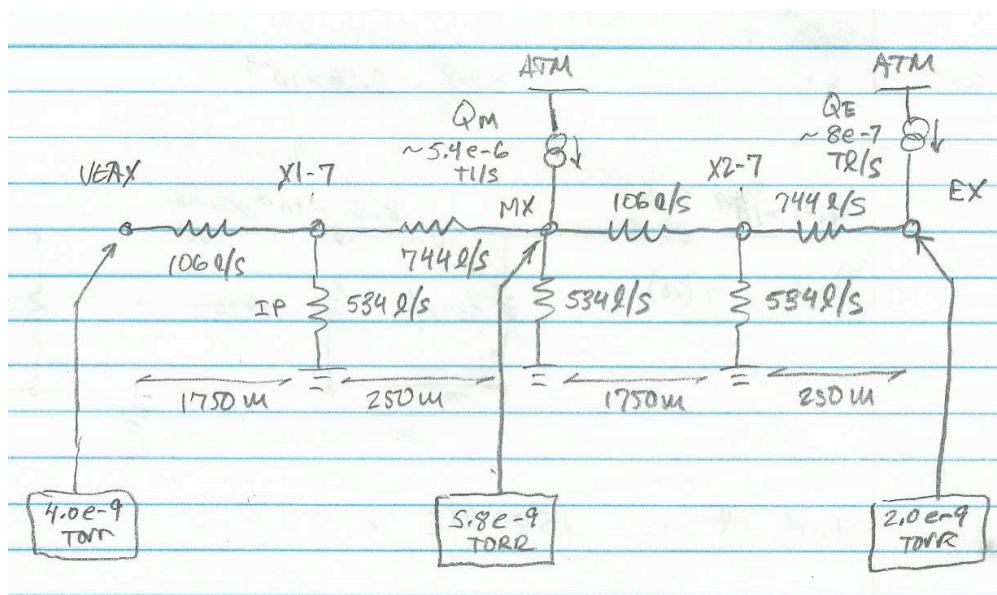 ATM
ATM
QM
~5.4e-6
Tl/s
QE
~8e-7
Tl/s
VEAX
X1-7
MX
106 l/s
X2-7
744 l/s
EX
106 l/s
744 l/s
IP
534 l/s
534 l/s
534 l/s
1750 m
250 m
1750 m
250 m
4.0e-9
Torr
5.8e-9
TORR
2.0e-9
TORR